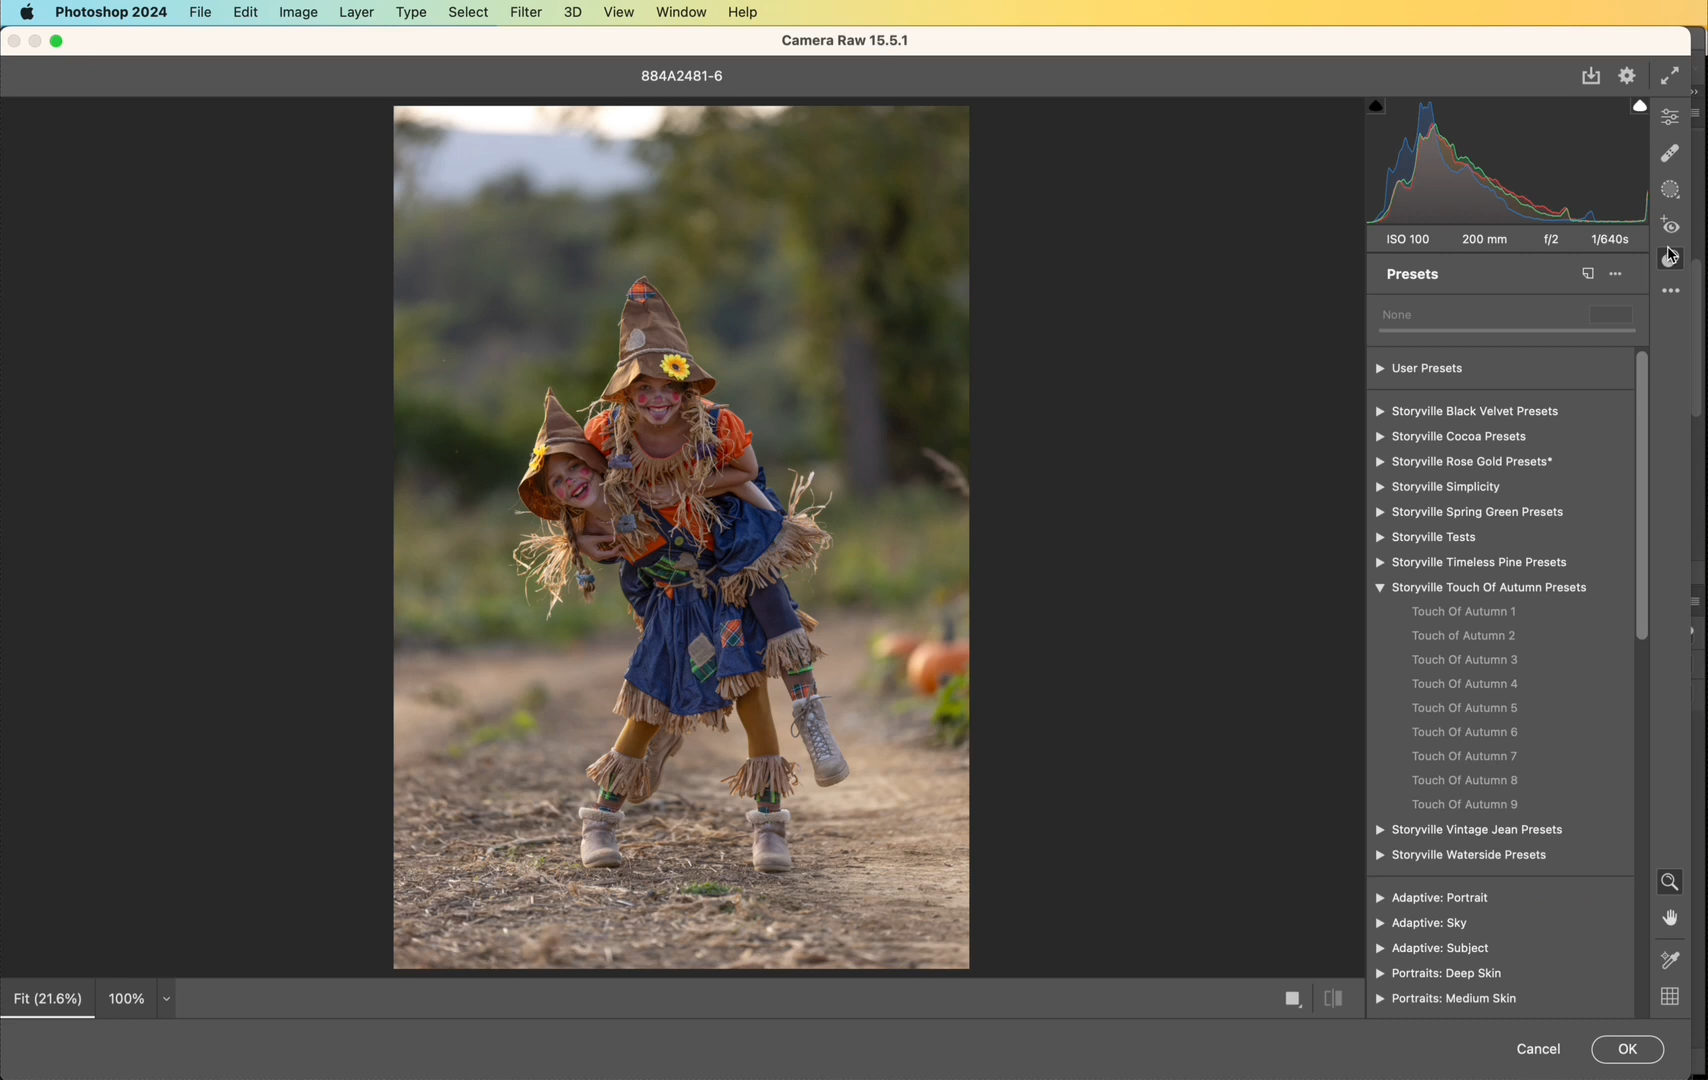 Photoshop 2024 File Edit Image Layer Type Select Filter 3D View Window Help
Camera Raw 15.5.1
884A2481-6
ISO 100 200 mm f/2 1/640s
Presets
None
User Presets
Storyville Black Velvet Presets
Storyville Cocoa Presets
Storyville Rose Gold Presets*
Storyville Simplicity
Storyville Spring Green Presets
Storyville Tests
Storyville Timeless Pine Presets
Storyville Touch Of Autumn Presets
Touch Of Autumn 1
Touch of Autumn 2
Touch Of Autumn 3
Touch Of Autumn 4
Touch Of Autumn 5
Touch Of Autumn 6
Touch Of Autumn 7
Touch Of Autumn 8
Touch Of Autumn 9
Storyville Vintage Jean Presets
Storyville Waterside Presets
Adaptive: Portrait
Adaptive: Sky
Adaptive: Subject
Portraits: Deep Skin
Portraits: Medium Skin
Fit (21.6%) 100%
Cancel OK